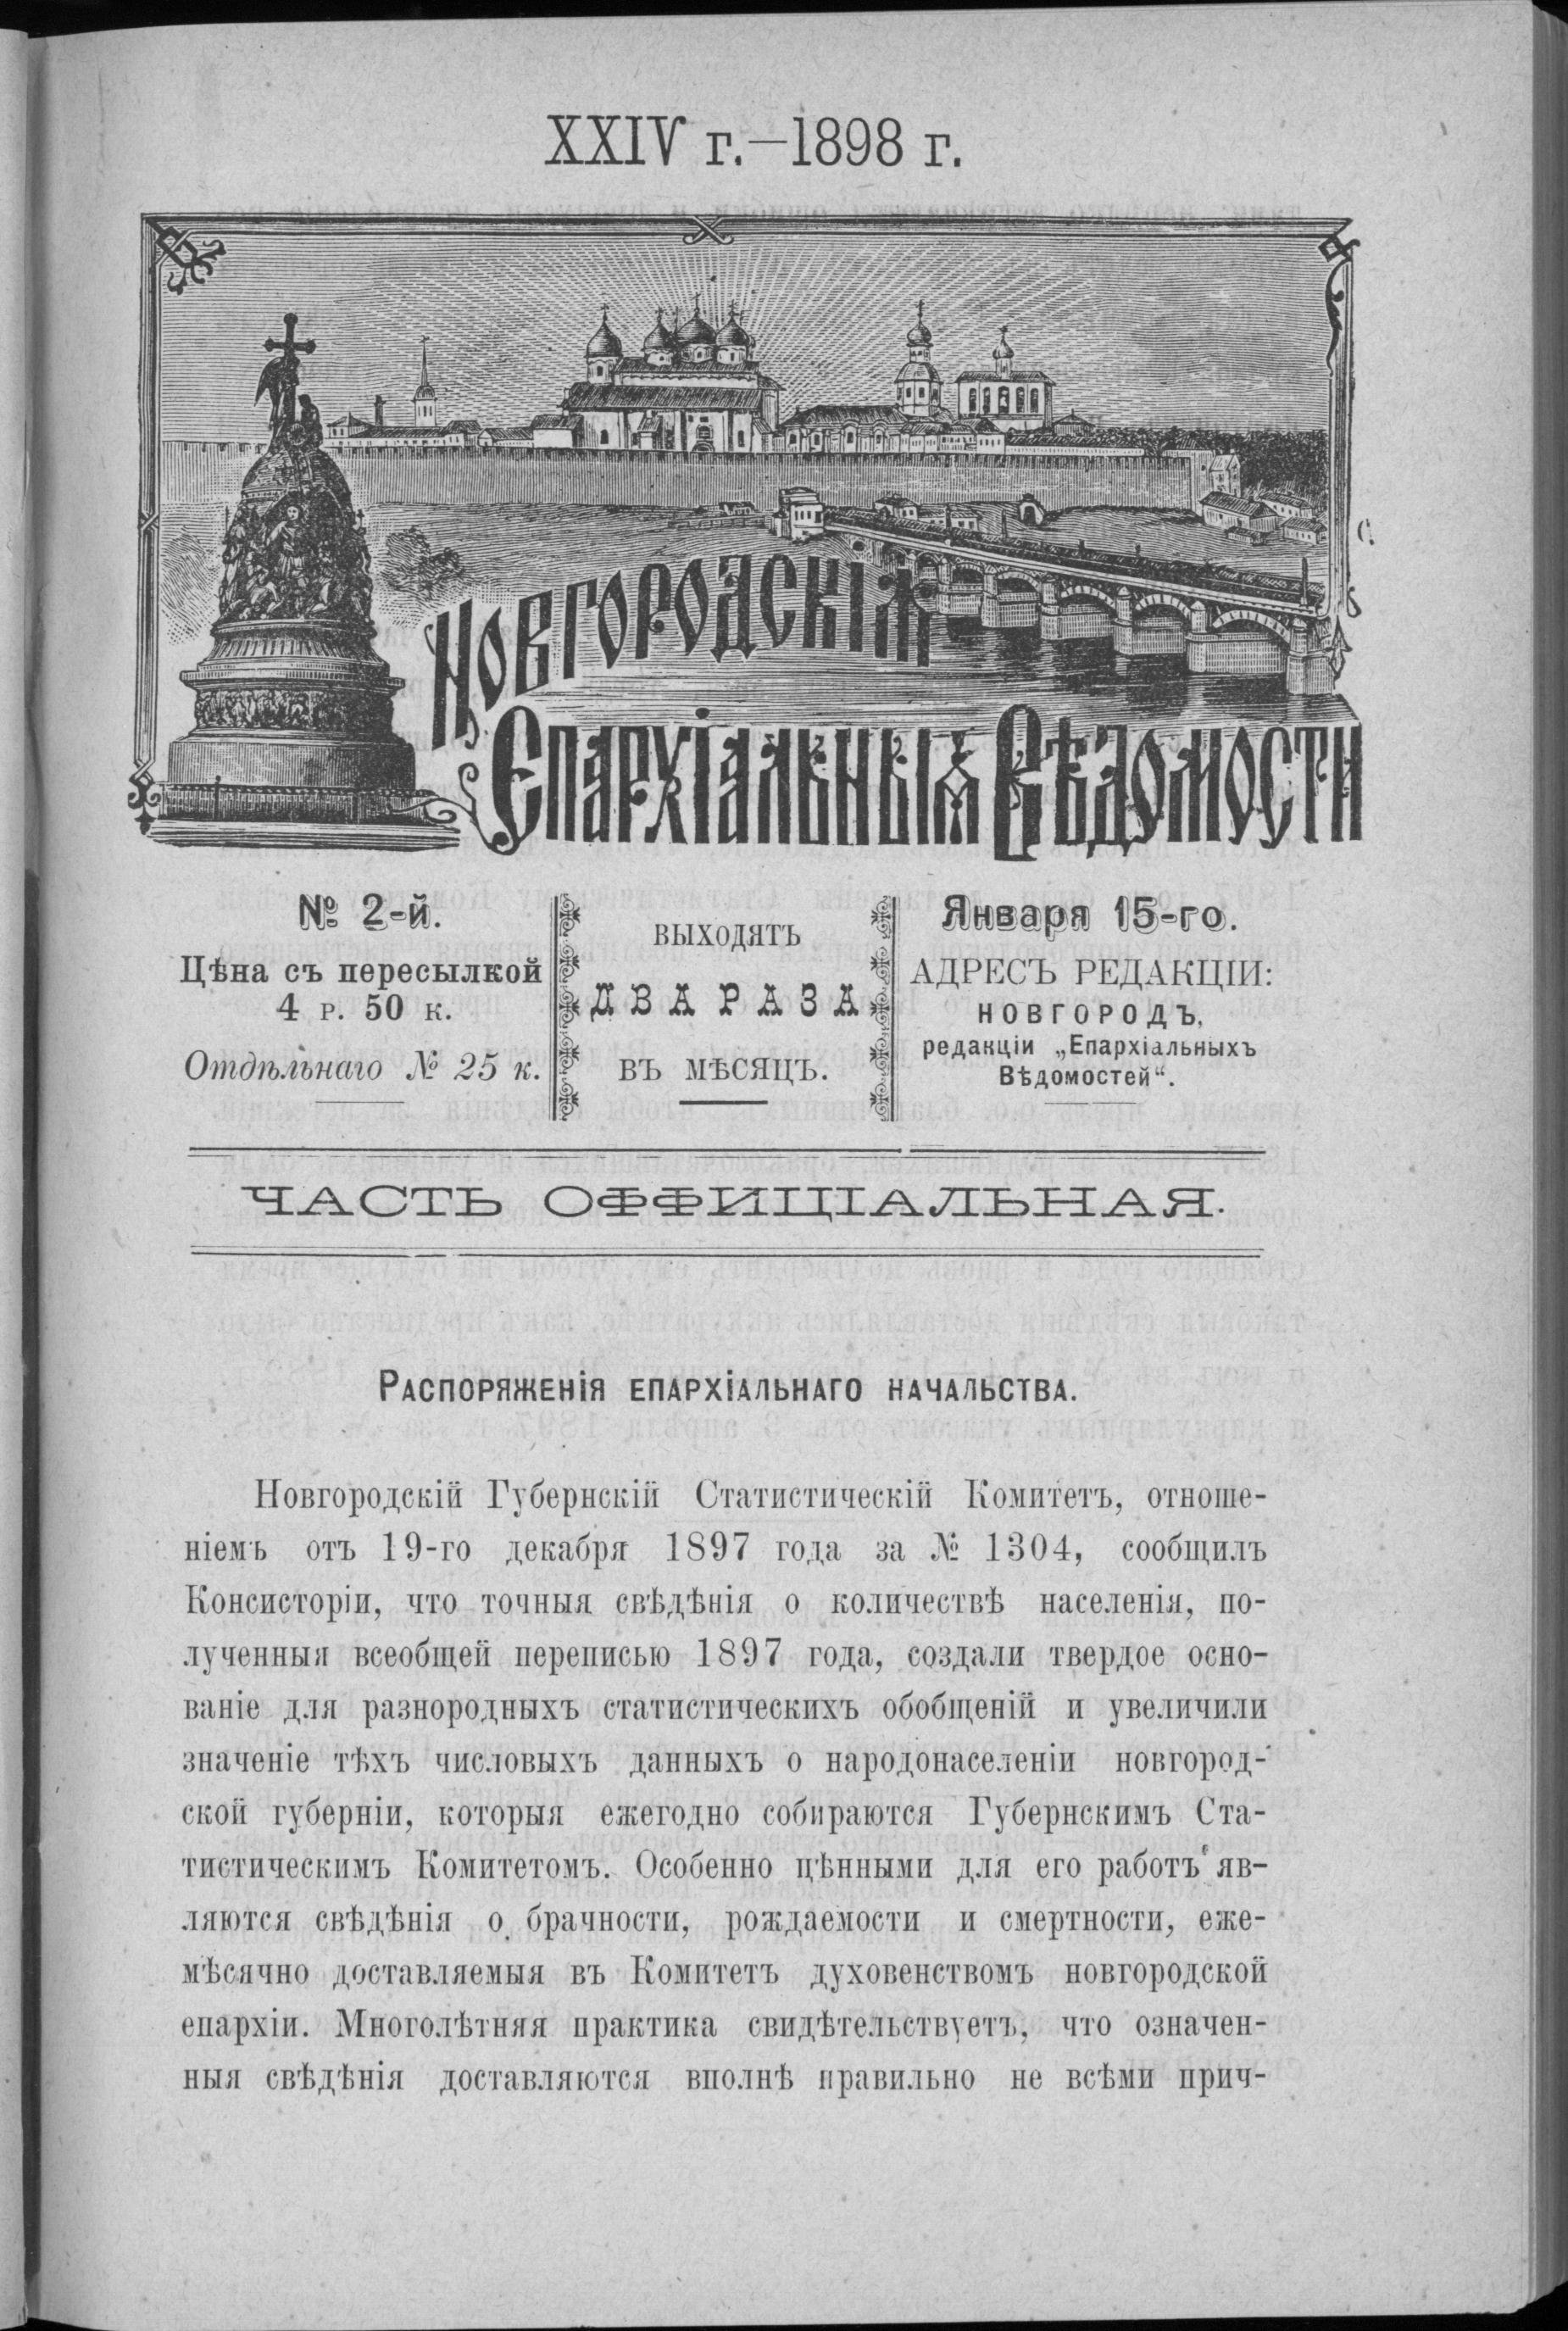 XXIV г.—1898 г.
НОВГОРОДСКІЯ
ЕПАРХІАЛЬНЫЯ ВѢДОМОСТИ
№ 2-й.
Цѣна съ пересылкой
4 р. 50 к.
Отдѣльнаго № 25 к.
ВЫХОДЯТЪ
ДВА РАЗА
ВЪ МѢСЯЦЪ.
Января 15-го.
АДРЕСЪ РЕДАКЦІИ:
НОВГОРОДЪ,
редакціи „Епархіальныхъ
Вѣдомостей“.
ЧАСТЬ ОФФИЦІАЛЬНАЯ.
Распоряженія епархіальнаго начальства.
Новгородскій Губернскій Статистическій Комитетъ, отноше-
ніемъ отъ 19-го декабря 1897 года за № 1304, сообщилъ
Консисторіи, что точныя свѣдѣнія о количествѣ населенія, по-
лученныя всеобщей переписью 1897 года, создали твердое осно-
ваніе для разнородныхъ статистическихъ обобщеній и увеличили
значеніе тѣхъ числовыхъ данныхъ о народонаселеніи новгород-
ской губерніи, которыя ежегодно собираются Губернскимъ Ста-
тистическимъ Комитетомъ. Особенно цѣнными для его работъ яв-
ляются свѣдѣнія о брачности, рождаемости и смертности, еже-
мѣсячно доставляемыя въ Комитетъ духовенствомъ новгородской
епархіи. Многолѣтняя практика свидѣтельствуетъ, что означен-
ныя свѣдѣнія доставляются вполнѣ правильно не всѣми прич-